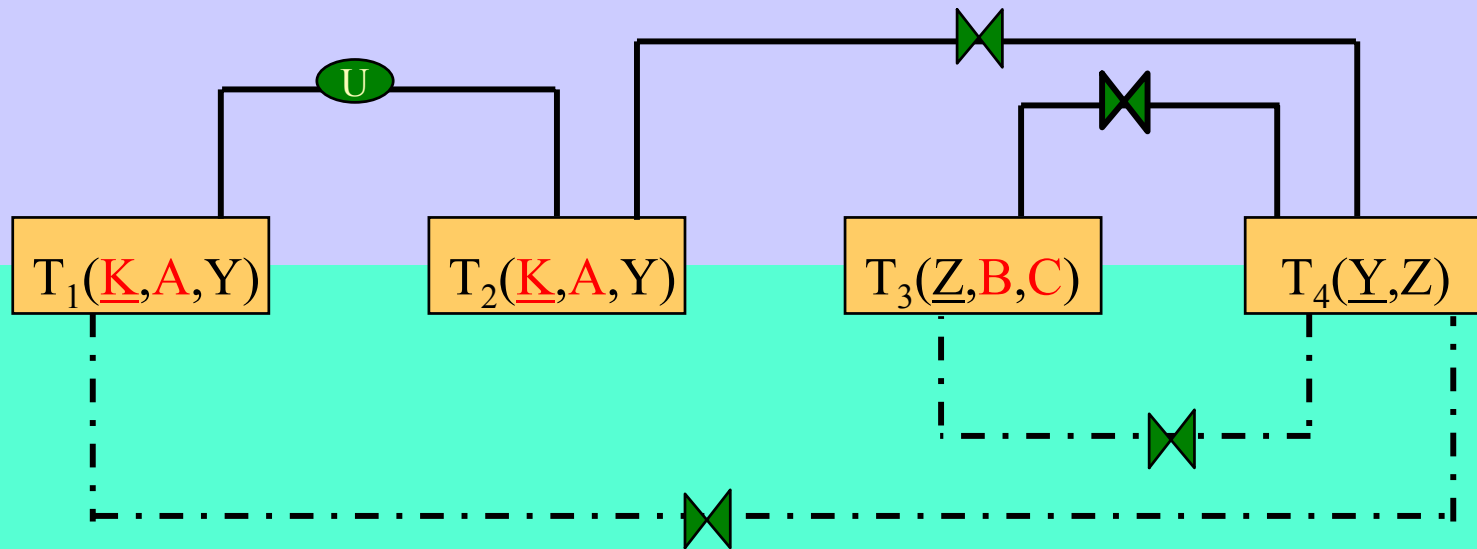 U
T₁(K,A,Y) T₂(K,A,Y) T₃(Z,B,C) T₄(Y,Z)